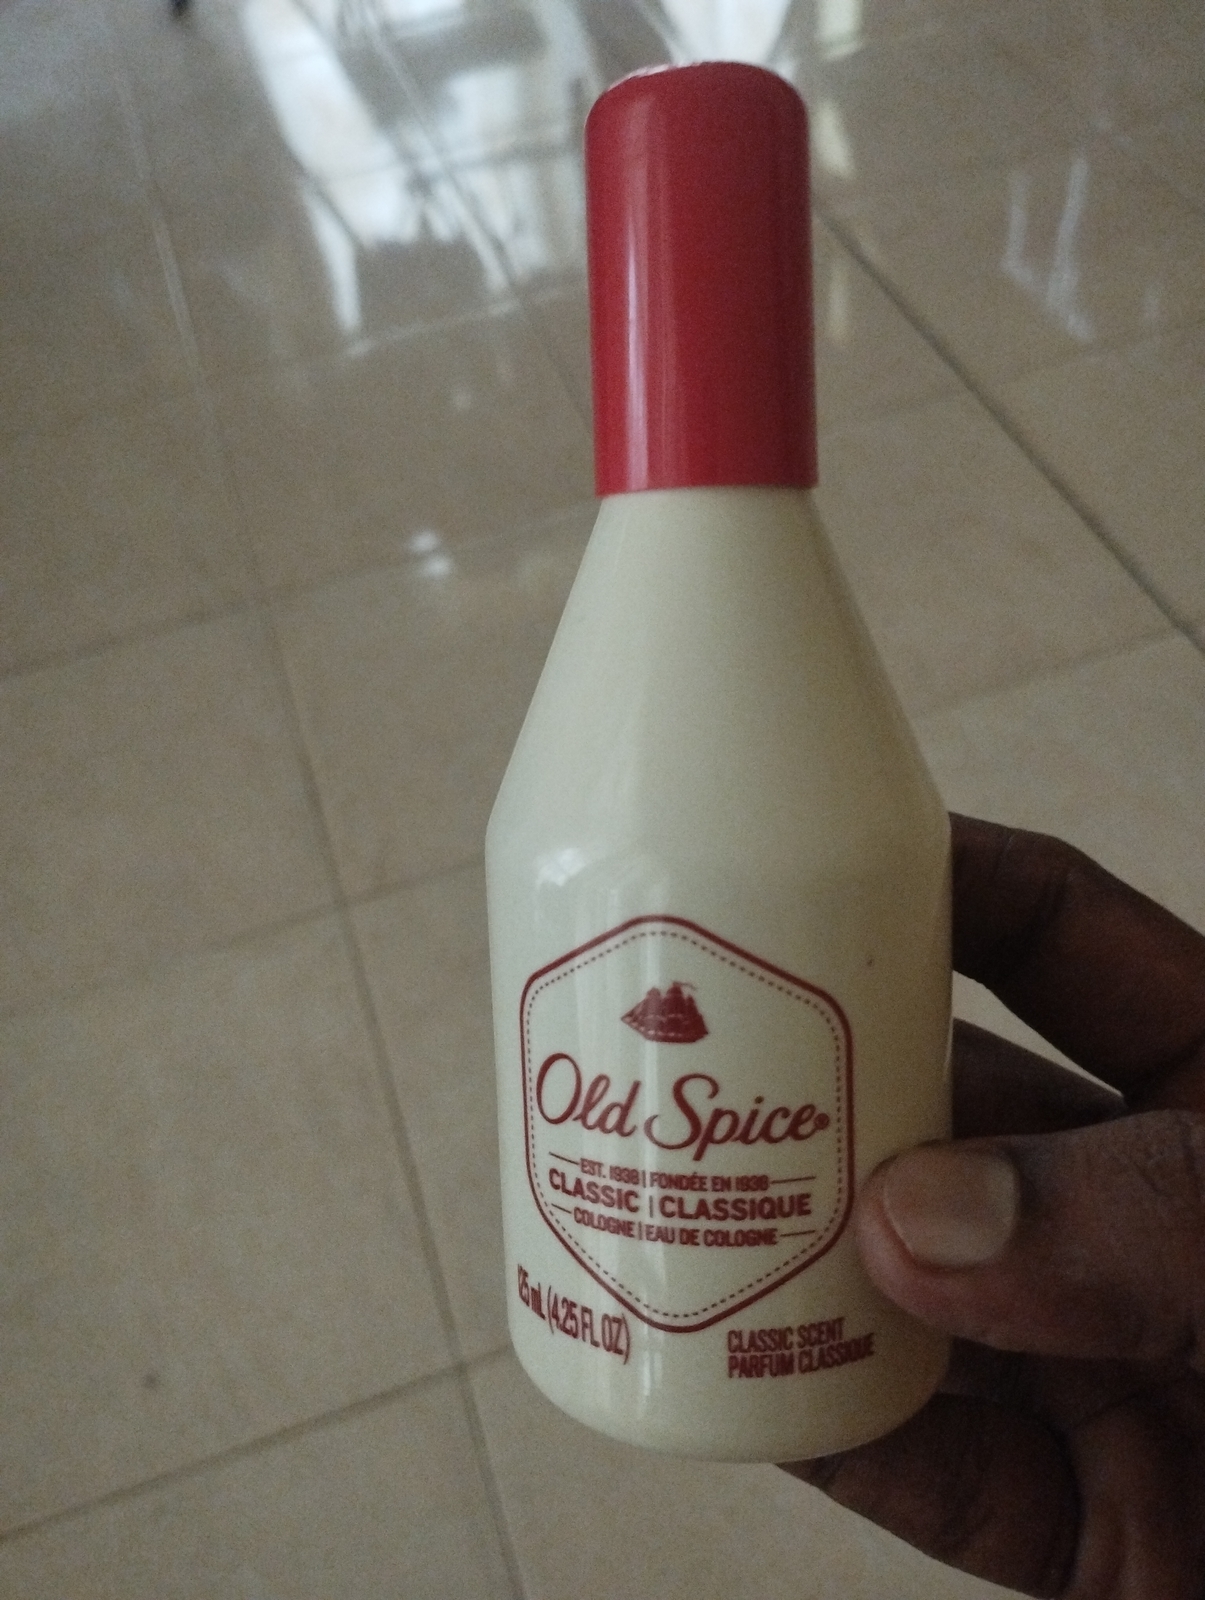 Old Spice®
EST. 1938 | FONDÉE EN 1938
CLASSIC | CLASSIQUE
COLOGNE | EAU DE COLOGNE
125 mL (4.25 FL OZ)
CLASSIC SCENT
PARFUM CLASSIQUE